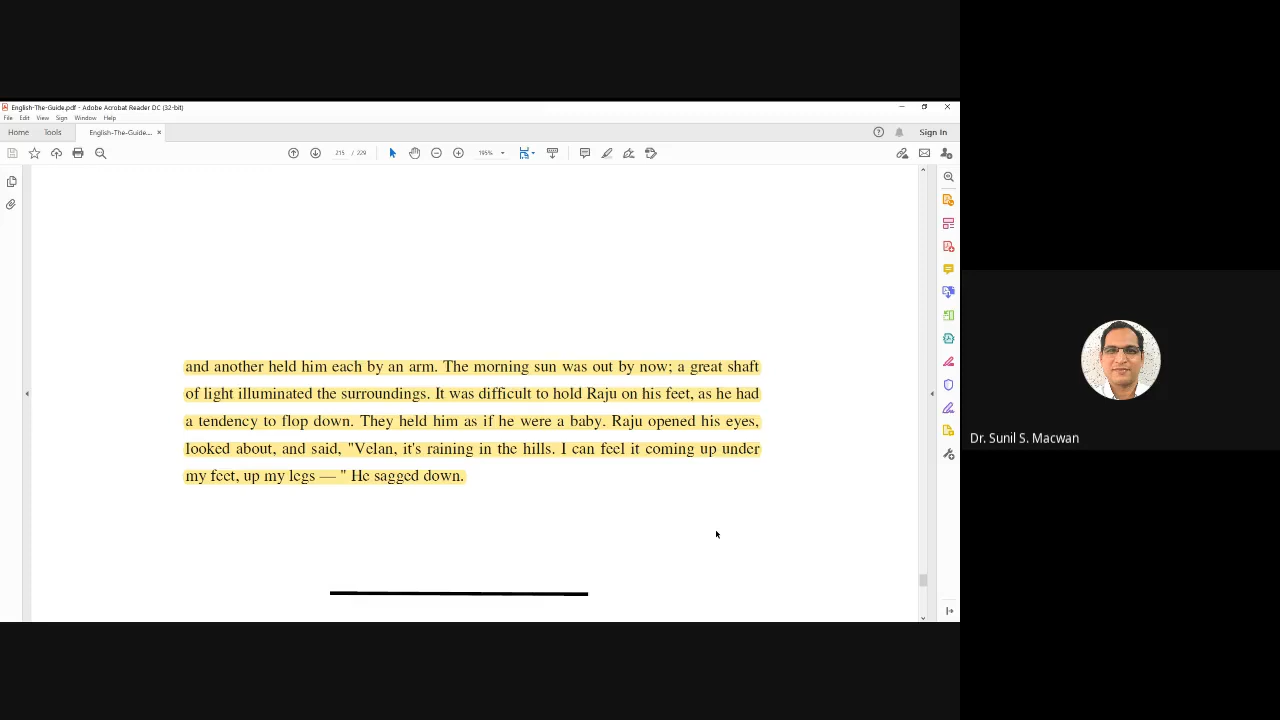 English-The-Guide.pdf - Adobe Acrobat Reader DC (32-bit)
File Edit View Sign Window Help
Home Tools English-The-Guide.... × Sign In
215 / 229 195%
and another held him each by an arm. The morning sun was out by now; a great shaft
of light illuminated the surroundings. It was difficult to hold Raju on his feet, as he had
a tendency to flop down. They held him as if he were a baby. Raju opened his eyes,
looked about, and said, "Velan, it's raining in the hills. I can feel it coming up under
my feet, up my legs — " He sagged down.
Dr. Sunil S. Macwan